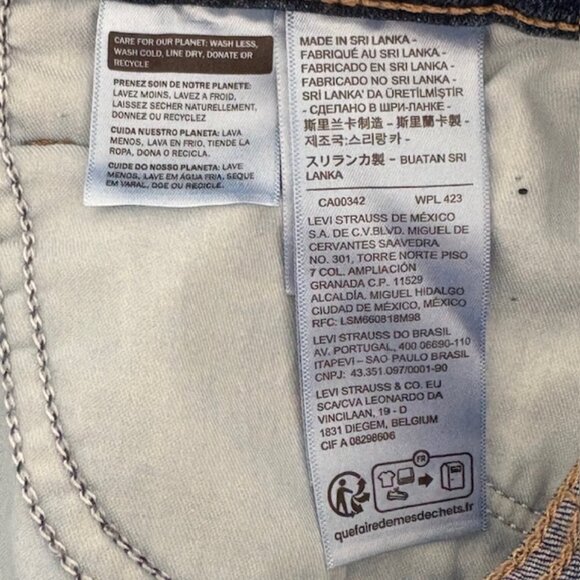 CARE FOR OUR PLANET: WASH LESS,
WASH COLD, LINE DRY, DONATE OR
RECYCLE
PRENEZ SOIN DE NOTRE PLANETE:
LAVEZ MOINS, LAVEZ A FROID,
LAISSEZ SÉCHER NATURELLEMENT,
DONNEZ OU RECYCLEZ
CUIDA NUESTRO PLANETA: LAVA
MENOS, LAVA EN FRIO, TIENDE LA
ROPA, DONA O RECICLA.
CUIDE DO NOSSO PLANETA: LAVE
MENOS, LAVE EM ÁGUA FRIA, SEQUE
EM VARAL, DOE OU RECICLE.
MADE IN SRI LANKA -
FABRIQUÉ AU SRI LANKA -
FABRICADO EN SRI LANKA -
FABRICADO NO SRI LANKA -
SRİ LANKA' DA ÜRETİLMİŞTİR
- СДЕЛАНО В ШРИ-ЛАНКЕ -
斯里兰卡制造 - 斯里蘭卡製 -
제조국:스리랑카 -
スリランカ製 - BUATAN SRI
LANKA
CA00342 WPL 423
LEVI STRAUSS DE MÉXICO
S.A. DE C.V.BLVD. MIGUEL DE
CERVANTES SAAVEDRA
NO. 301, TORRE NORTE PISO
7 COL. AMPLIACIÓN
GRANADA C.P. 11529
ALCALDÍA, MIGUEL HIDALGO
CIUDAD DE MÉXICO, MÉXICO
RFC: LSM660818M98
LEVI STRAUSS DO BRASIL
AV. PORTUGAL, 400 06690-110
ITAPEVI – SAO PAULO BRASIL
CNPJ: 43.351.097/0001-90
LEVI STRAUSS & CO. EU
SCA/CVA LEONARDO DA
VINCILAAN, 19 - D
1831 DIEGEM, BELGIUM
CIF A 08298606
FR
quefairedemesdechets.fr